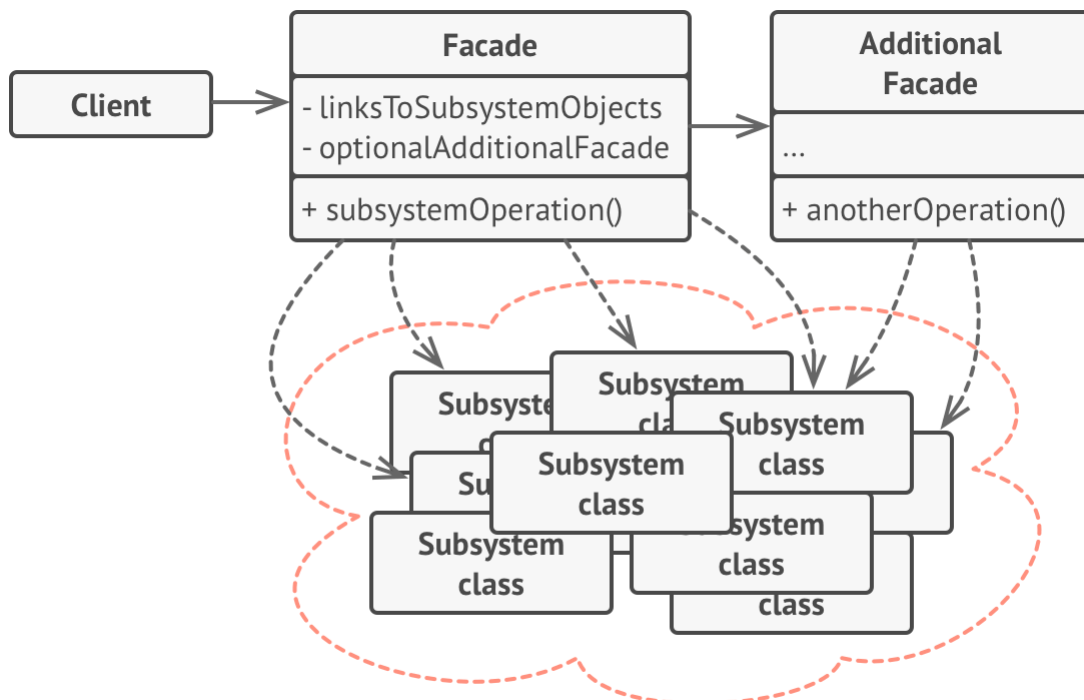 Client
Facade
- linksToSubsystemObjects
- optionalAdditionalFacade
+ subsystemOperation()
Additional
Facade
...
+ anotherOperation()
Subsystem
class
Subsystem
class
Subsystem
class
Subsystem
class
Subsystem
class
class